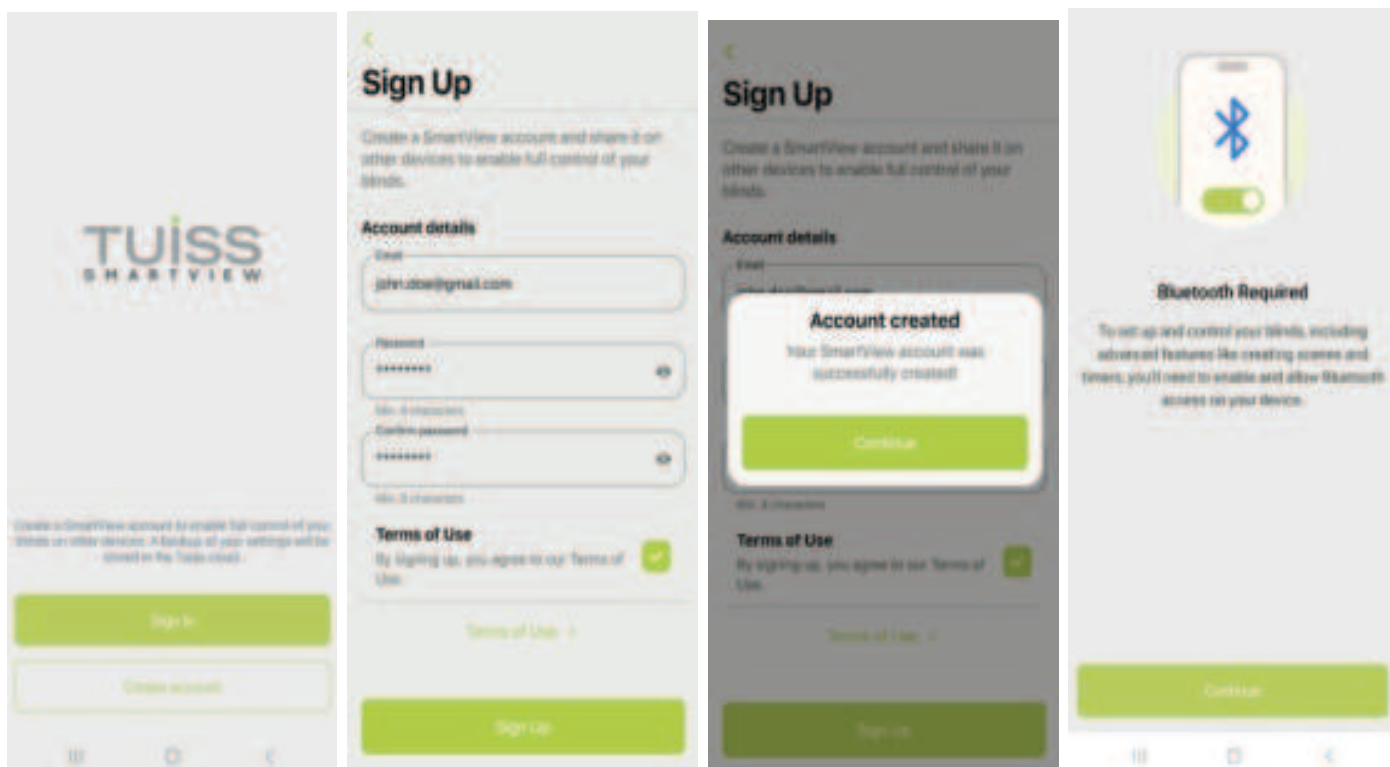 TUISS
SMARTVIEW
Create a SmartView account to enable full control of your
blinds on other devices. A backup of your settings will be
stored in the Tuiss cloud.
Sign In
Create account
Sign Up
Create a SmartView account and share it on
other devices to enable full control of your
blinds.
Account details
Email
john.doe@gmail.com
Password
********
Min. 8 characters
Confirm password
********
Min. 8 characters
Terms of Use
By signing up, you agree to our Terms of
Use.
Terms of Use >
Sign Up
Sign Up
Create a SmartView account and share it on
other devices to enable full control of your
blinds.
Account details
Email
john.doe@gmail.com
Account created
Your SmartView account was
successfully created!
Continue
Min. 8 characters
Terms of Use
By signing up, you agree to our Terms of
Use.
Terms of Use >
Sign Up
Bluetooth Required
To set up and control your blinds, including
advanced features like creating scenes and
timers, you'll need to enable and allow Bluetooth
access on your device.
Continue